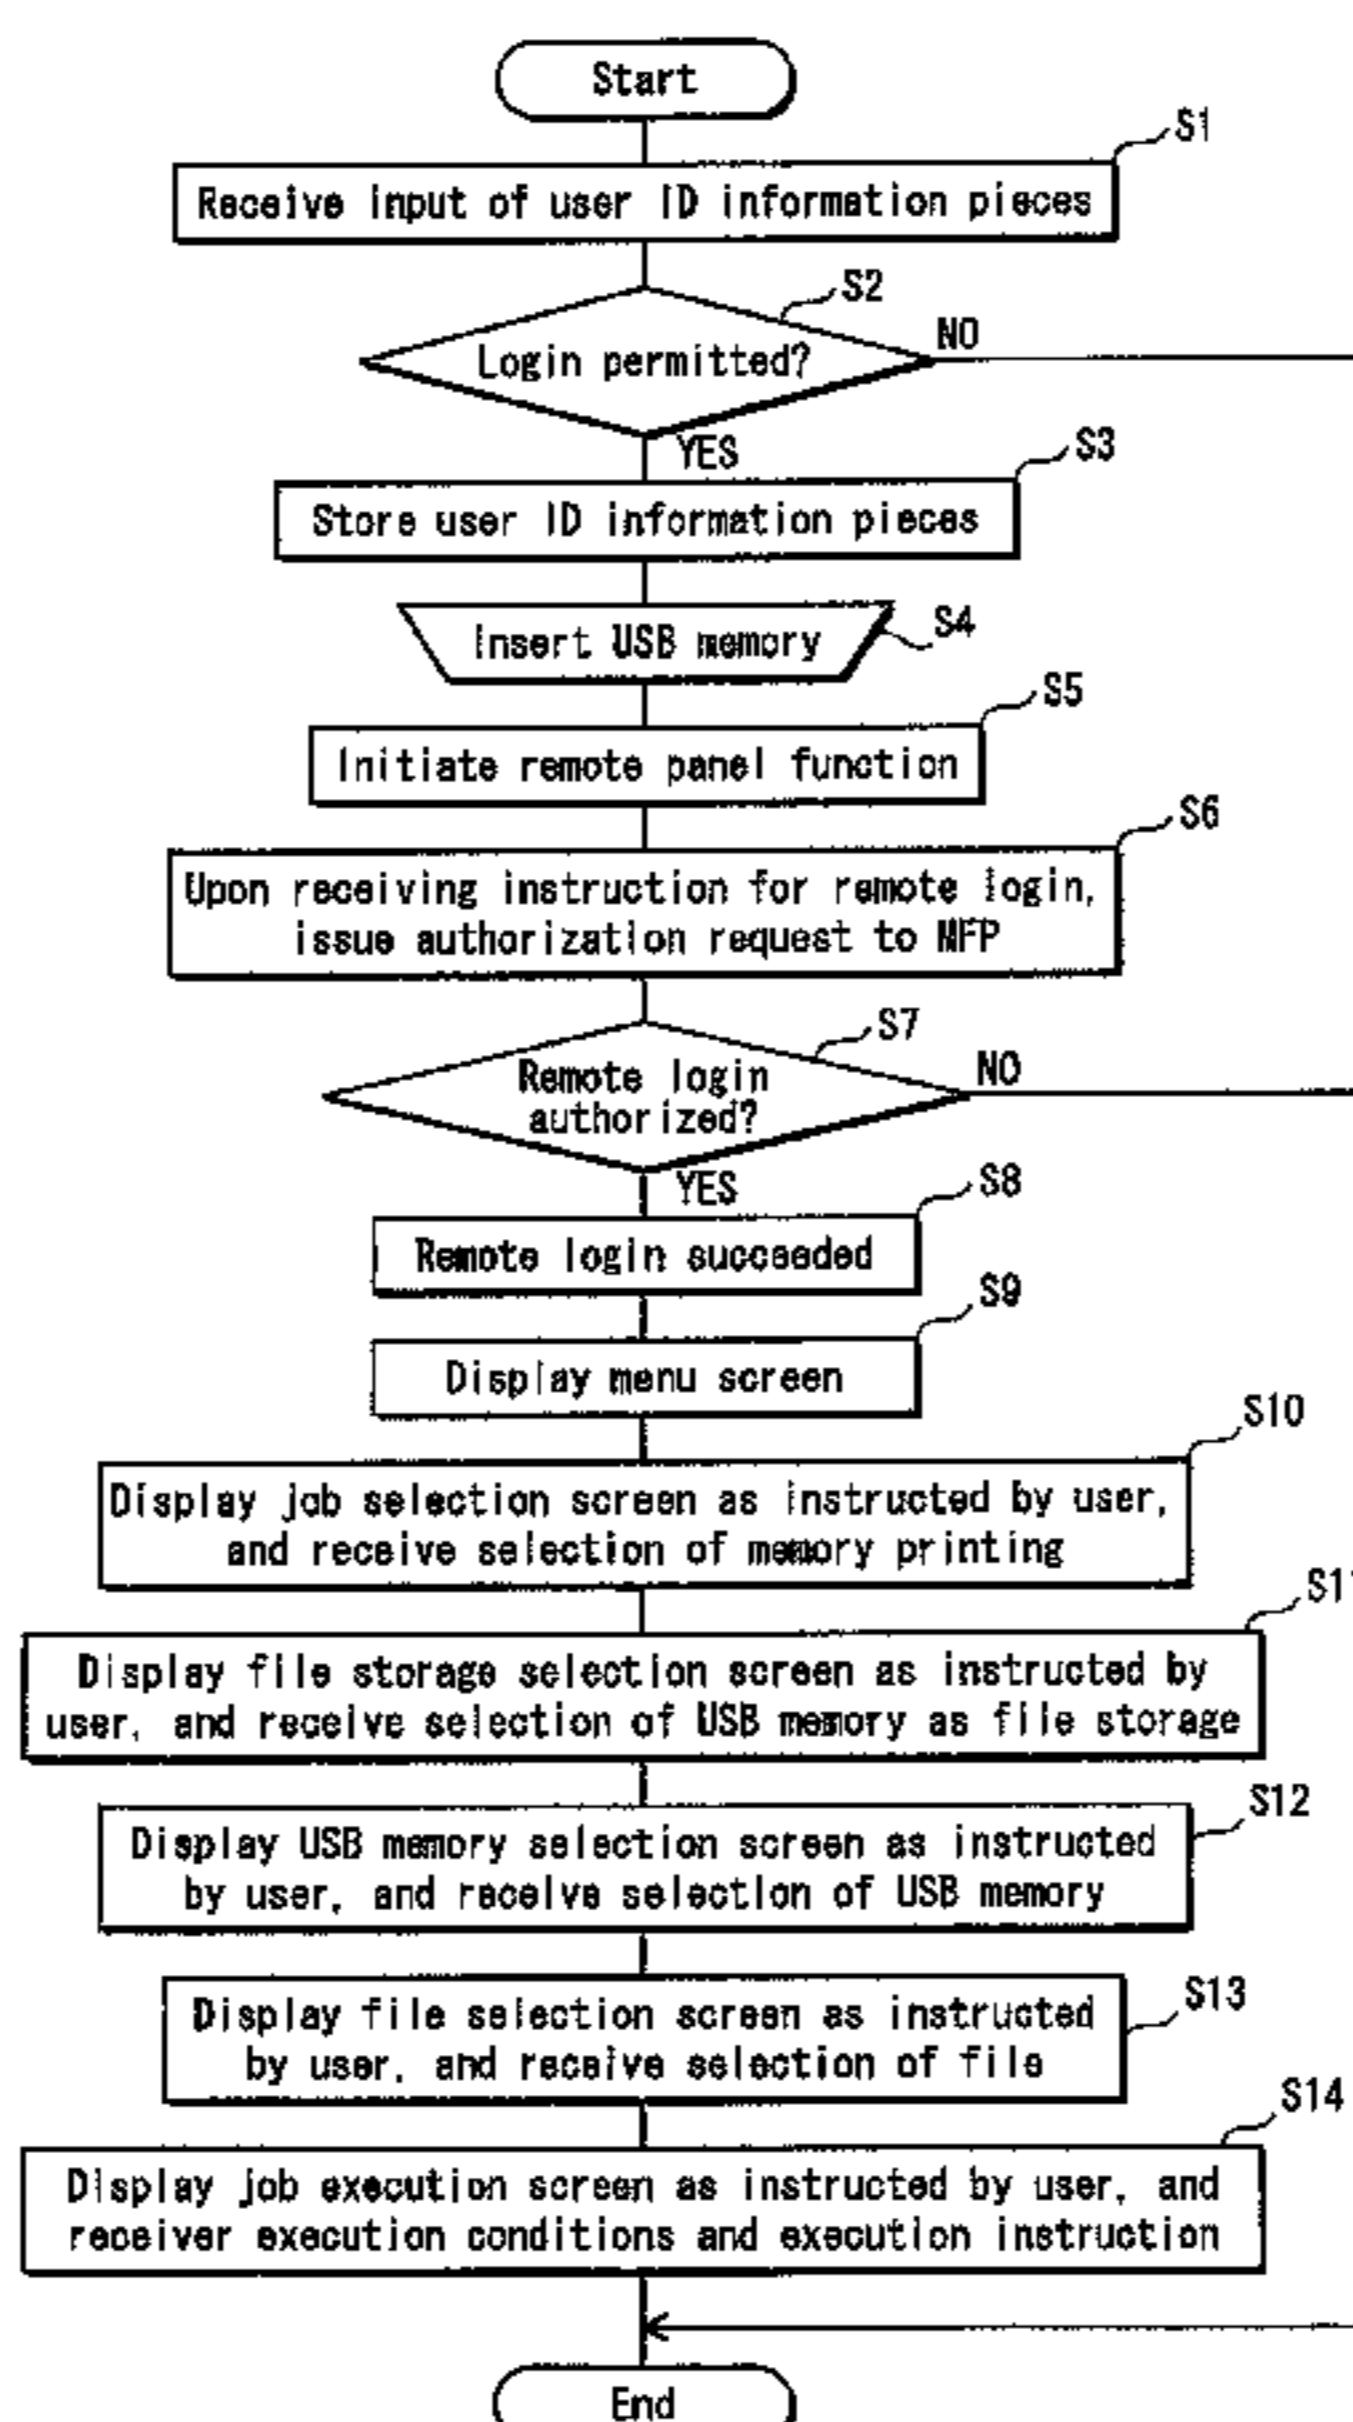 Start
S1
Receive input of user ID information pieces
S2
Login permitted?
NO
YES
S3
Store user ID information pieces
Insert USB memory
S4
S5
Initiate remote panel function
S6
Upon receiving instruction for remote login,
issue authorization request to MFP
S7
Remote login
authorized?
NO
YES
S8
Remote login succeeded
S9
Display menu screen
S10
Display job selection screen as instructed by user,
and receive selection of memory printing
S11
Display file storage selection screen as instructed by
user, and receive selection of USB memory as file storage
S12
Display USB memory selection screen as instructed
by user, and receive selection of USB memory
S13
Display file selection screen as instructed
by user, and receive selection of file
S14
Display job execution screen as instructed by user, and
receiver execution conditions and execution instruction
End